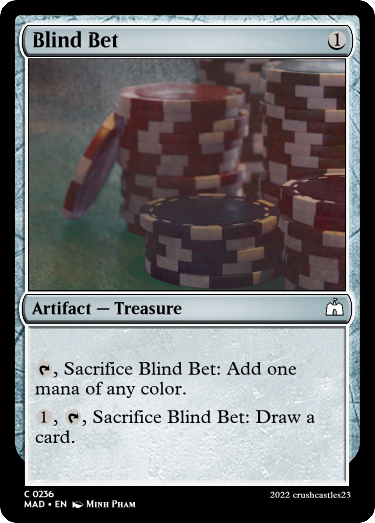 Blind Bet 1
Artifact — Treasure
, Sacrifice Blind Bet: Add one
mana of any color.
1, , Sacrifice Blind Bet: Draw a
card.
C 0236
MAD • EN Minh Pham
2022 crushcastles23